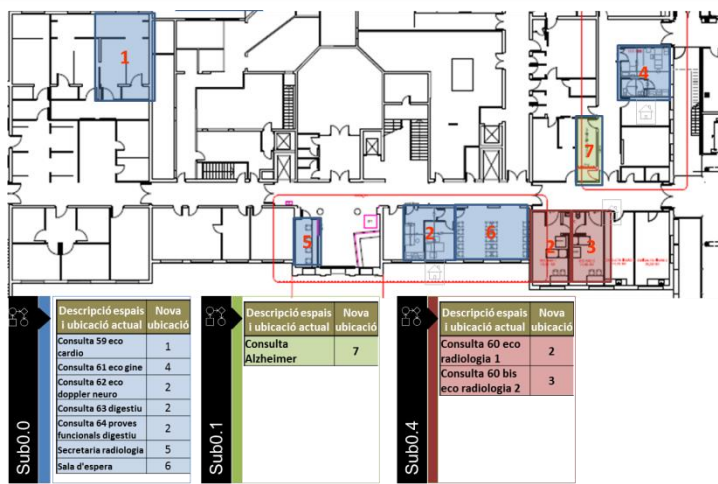 1
4
7
5
2
6
2
3
Sub0.0
Descripció espais Nova
i ubicació actual ubicació
Consulta 59 eco
cardio 1
Consulta 61 eco gine 4
Consulta 62 eco
doppler neuro 2
Consulta 63 digestiu 2
Consulta 64 proves
funcionals digestiu 2
Secretaria radiologia 5
Sala d'espera 6
Sub0.1
Descripció espais Nova
i ubicació actual ubicació
Consulta
Alzheimer 7
Sub0.4
Descripció espais Nova
i ubicació actual ubicació
Consulta 60 eco
radiologia 1 2
Consulta 60 bis
eco radiologia 2 3